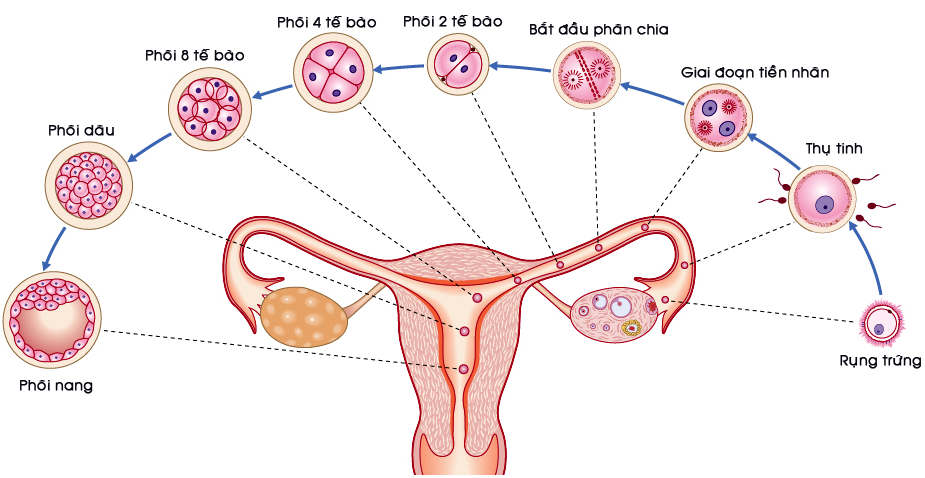 Phôi 4 tế bào
Phôi 2 tế bào
Bắt đầu phân chia
Phôi 8 tế bào
Giai đoạn tiền nhân
Phôi dâu
Thụ tinh
Rụng trứng
Phôi nang